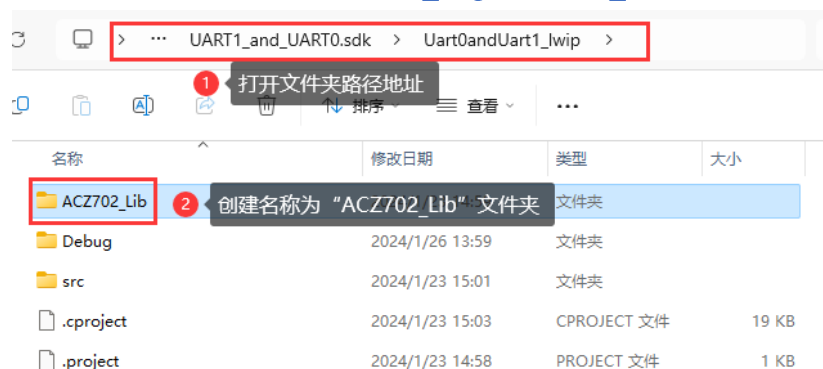 > ··· UART1_and_UART0.sdk > Uart0andUart1_lwip >
1 打开文件夹路径地址
排序 查看 ···
名称 修改日期 类型 大小
ACZ702_Lib 2 创建名称为“ACZ702_Lib”文件夹 文件夹
Debug 2024/1/26 13:59 文件夹
src 2024/1/23 15:01 文件夹
.cproject 2024/1/23 15:03 CPROJECT 文件 19 KB
.project 2024/1/23 14:58 PROJECT 文件 1 KB